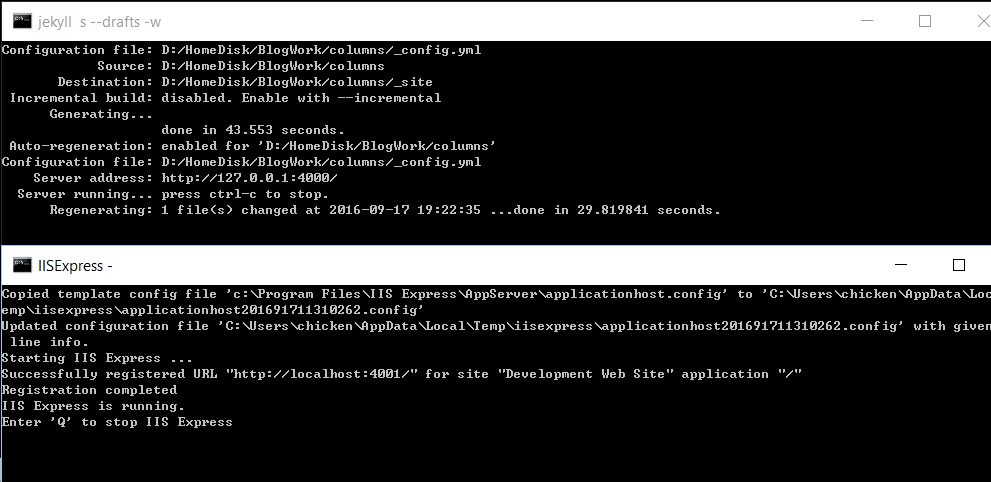 jekyll s --drafts -w
Configuration file: D:/HomeDisk/BlogWork/columns/_config.yml
Source: D:/HomeDisk/BlogWork/columns
Destination: D:/HomeDisk/BlogWork/columns/_site
Incremental build: disabled. Enable with --incremental
Generating...
done in 43.553 seconds.
Auto-regeneration: enabled for 'D:/HomeDisk/BlogWork/columns'
Configuration file: D:/HomeDisk/BlogWork/columns/_config.yml
Server address: http://127.0.0.1:4000/
Server running... press ctrl-c to stop.
Regenerating: 1 file(s) changed at 2016-09-17 19:22:35 ...done in 29.819841 seconds.
IISExpress -
Copied template config file 'c:\Program Files\IIS Express\AppServer\applicationhost.config' to 'C:\Users\chicken\AppData\Loc
emp\iisexpress\applicationhost201691711310262.config'
Updated configuration file 'C:\Users\chicken\AppData\Local\Temp\iisexpress\applicationhost201691711310262.config' with given
line info.
Starting IIS Express ...
Successfully registered URL "http://localhost:4001/" for site "Development Web Site" application "/"
Registration completed
IIS Express is running.
Enter 'Q' to stop IIS Express